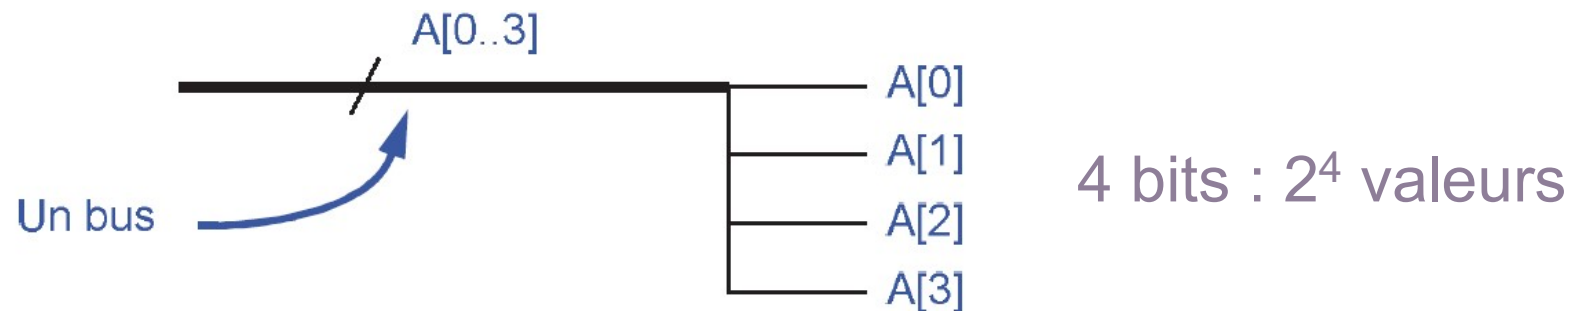 A[0..3]
A[0]
A[1]
Un bus
A[2]
A[3]
4 bits : 2⁴ valeurs